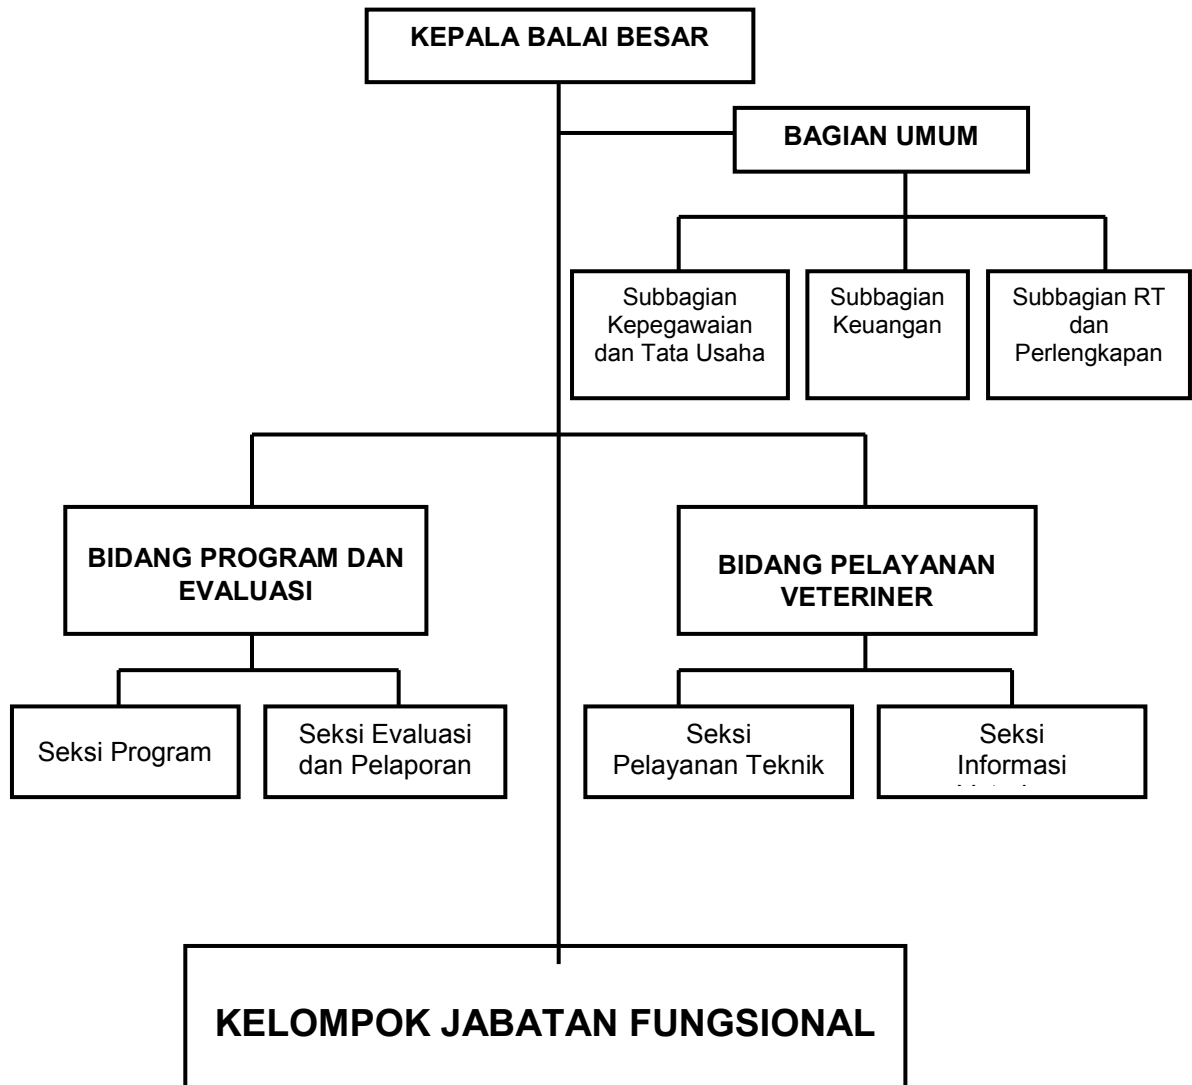 KEPALA BALAI BESAR
BAGIAN UMUM
Subbagian
Kepegawaian
dan Tata Usaha
Subbagian
Keuangan
Subbagian RT
dan
Perlengkapan
BIDANG PROGRAM DAN
EVALUASI
BIDANG PELAYANAN
VETERINER
Seksi Program
Seksi Evaluasi
dan Pelaporan
Seksi
Pelayanan Teknik
Seksi
Informasi
KELOMPOK JABATAN FUNGSIONAL